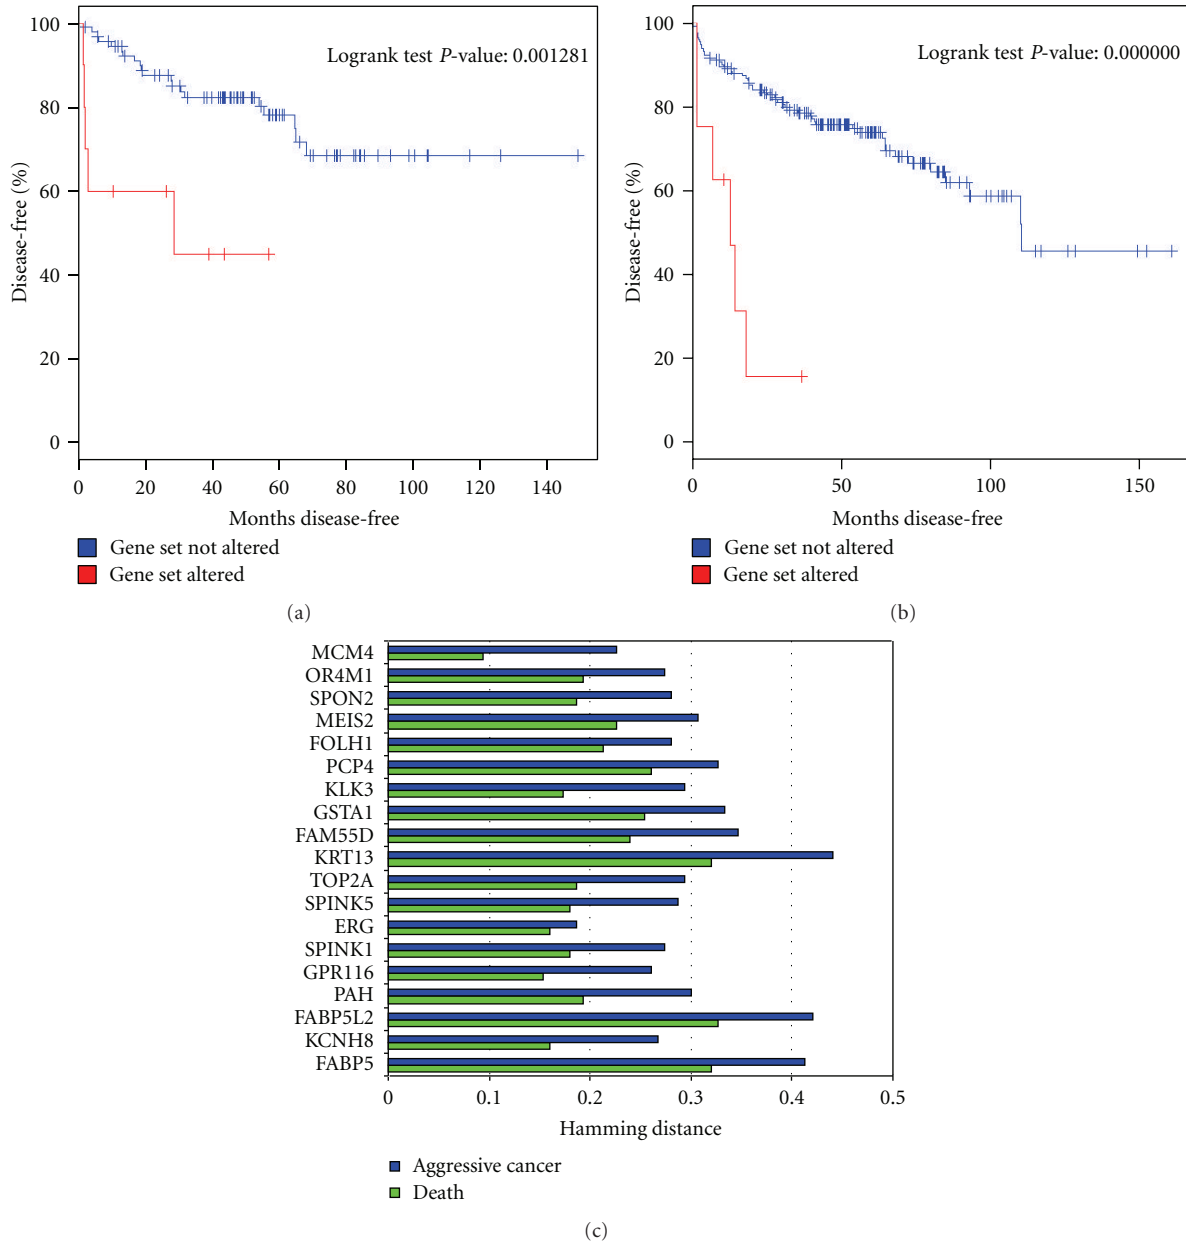 100
80
60
40
20
0
Disease-free (%)
Logrank test P-value: 0.001281
0 20 40 60 80 100 120 140
Months disease-free
Gene set not altered
Gene set altered
(a)
100
80
60
40
20
0
Disease-free (%)
Logrank test P-value: 0.000000
0 50 100 150
Months disease-free
Gene set not altered
Gene set altered
(b)
MCM4
OR4M1
SPON2
MEIS2
FOLH1
PCP4
KLK3
GSTA1
FAM55D
KRT13
TOP2A
SPINK5
ERG
SPINK1
GPR116
PAH
FABP5L2
KCNH8
FABP5
0 0.1 0.2 0.3 0.4 0.5
Hamming distance
Aggressive cancer
Death
(c)